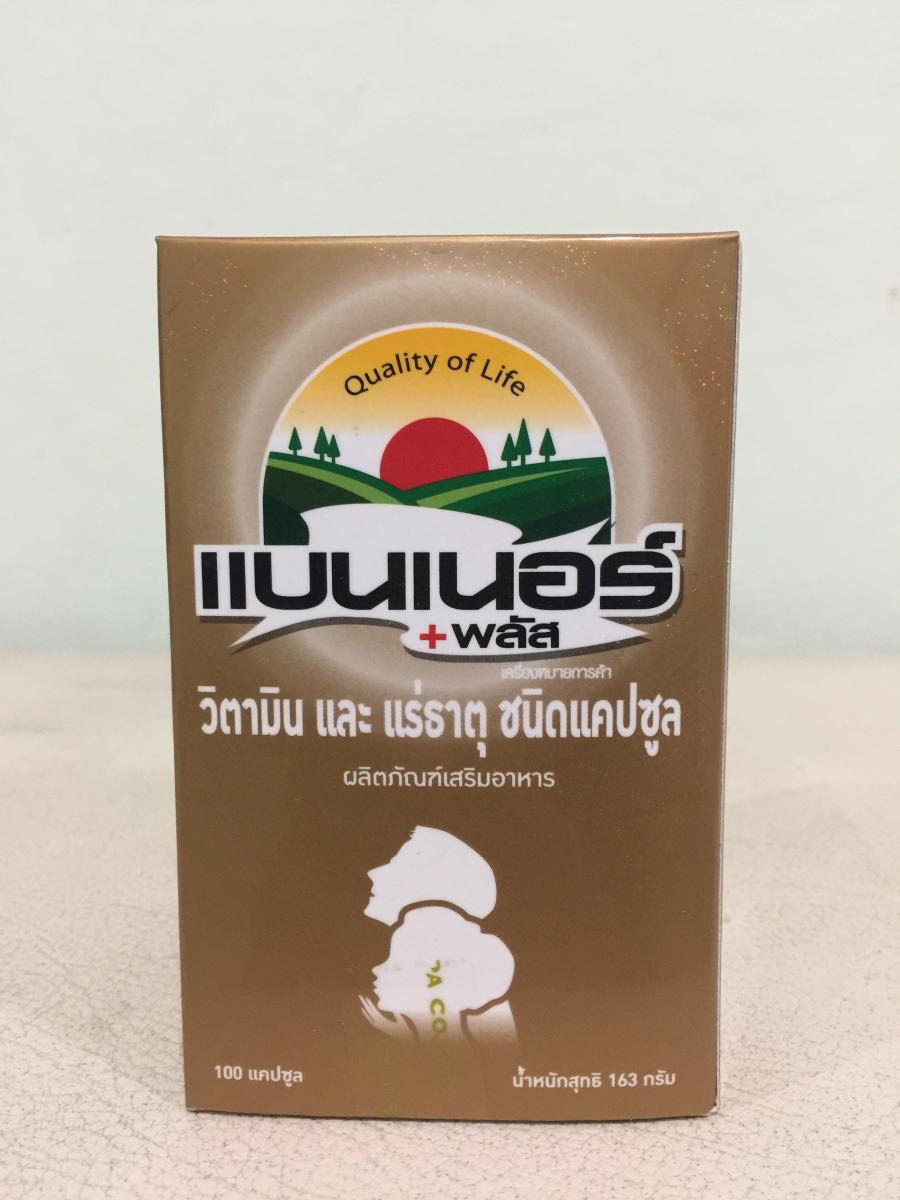 Quality of Life
แบนเนอร์
+พลัส
เครื่องหมายการค้า
วิตามิน และ แร่ธาตุ ชนิดแคปซูล
ผลิตภัณฑ์เสริมอาหาร
100 แคปซูล
น้ำหนักสุทธิ 163 กรัม